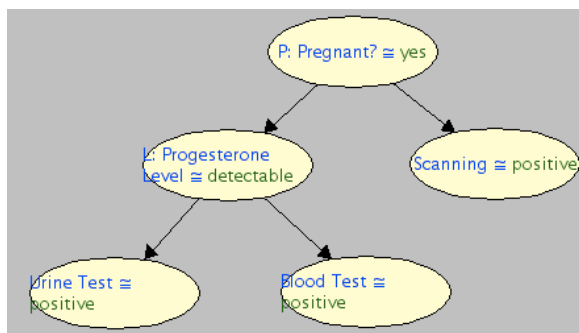 P: Pregnant? ≅ yes
L: Progesterone
Level ≅ detectable
Scanning ≅ positive
Urine Test ≅
positive
Blood Test ≅
positive